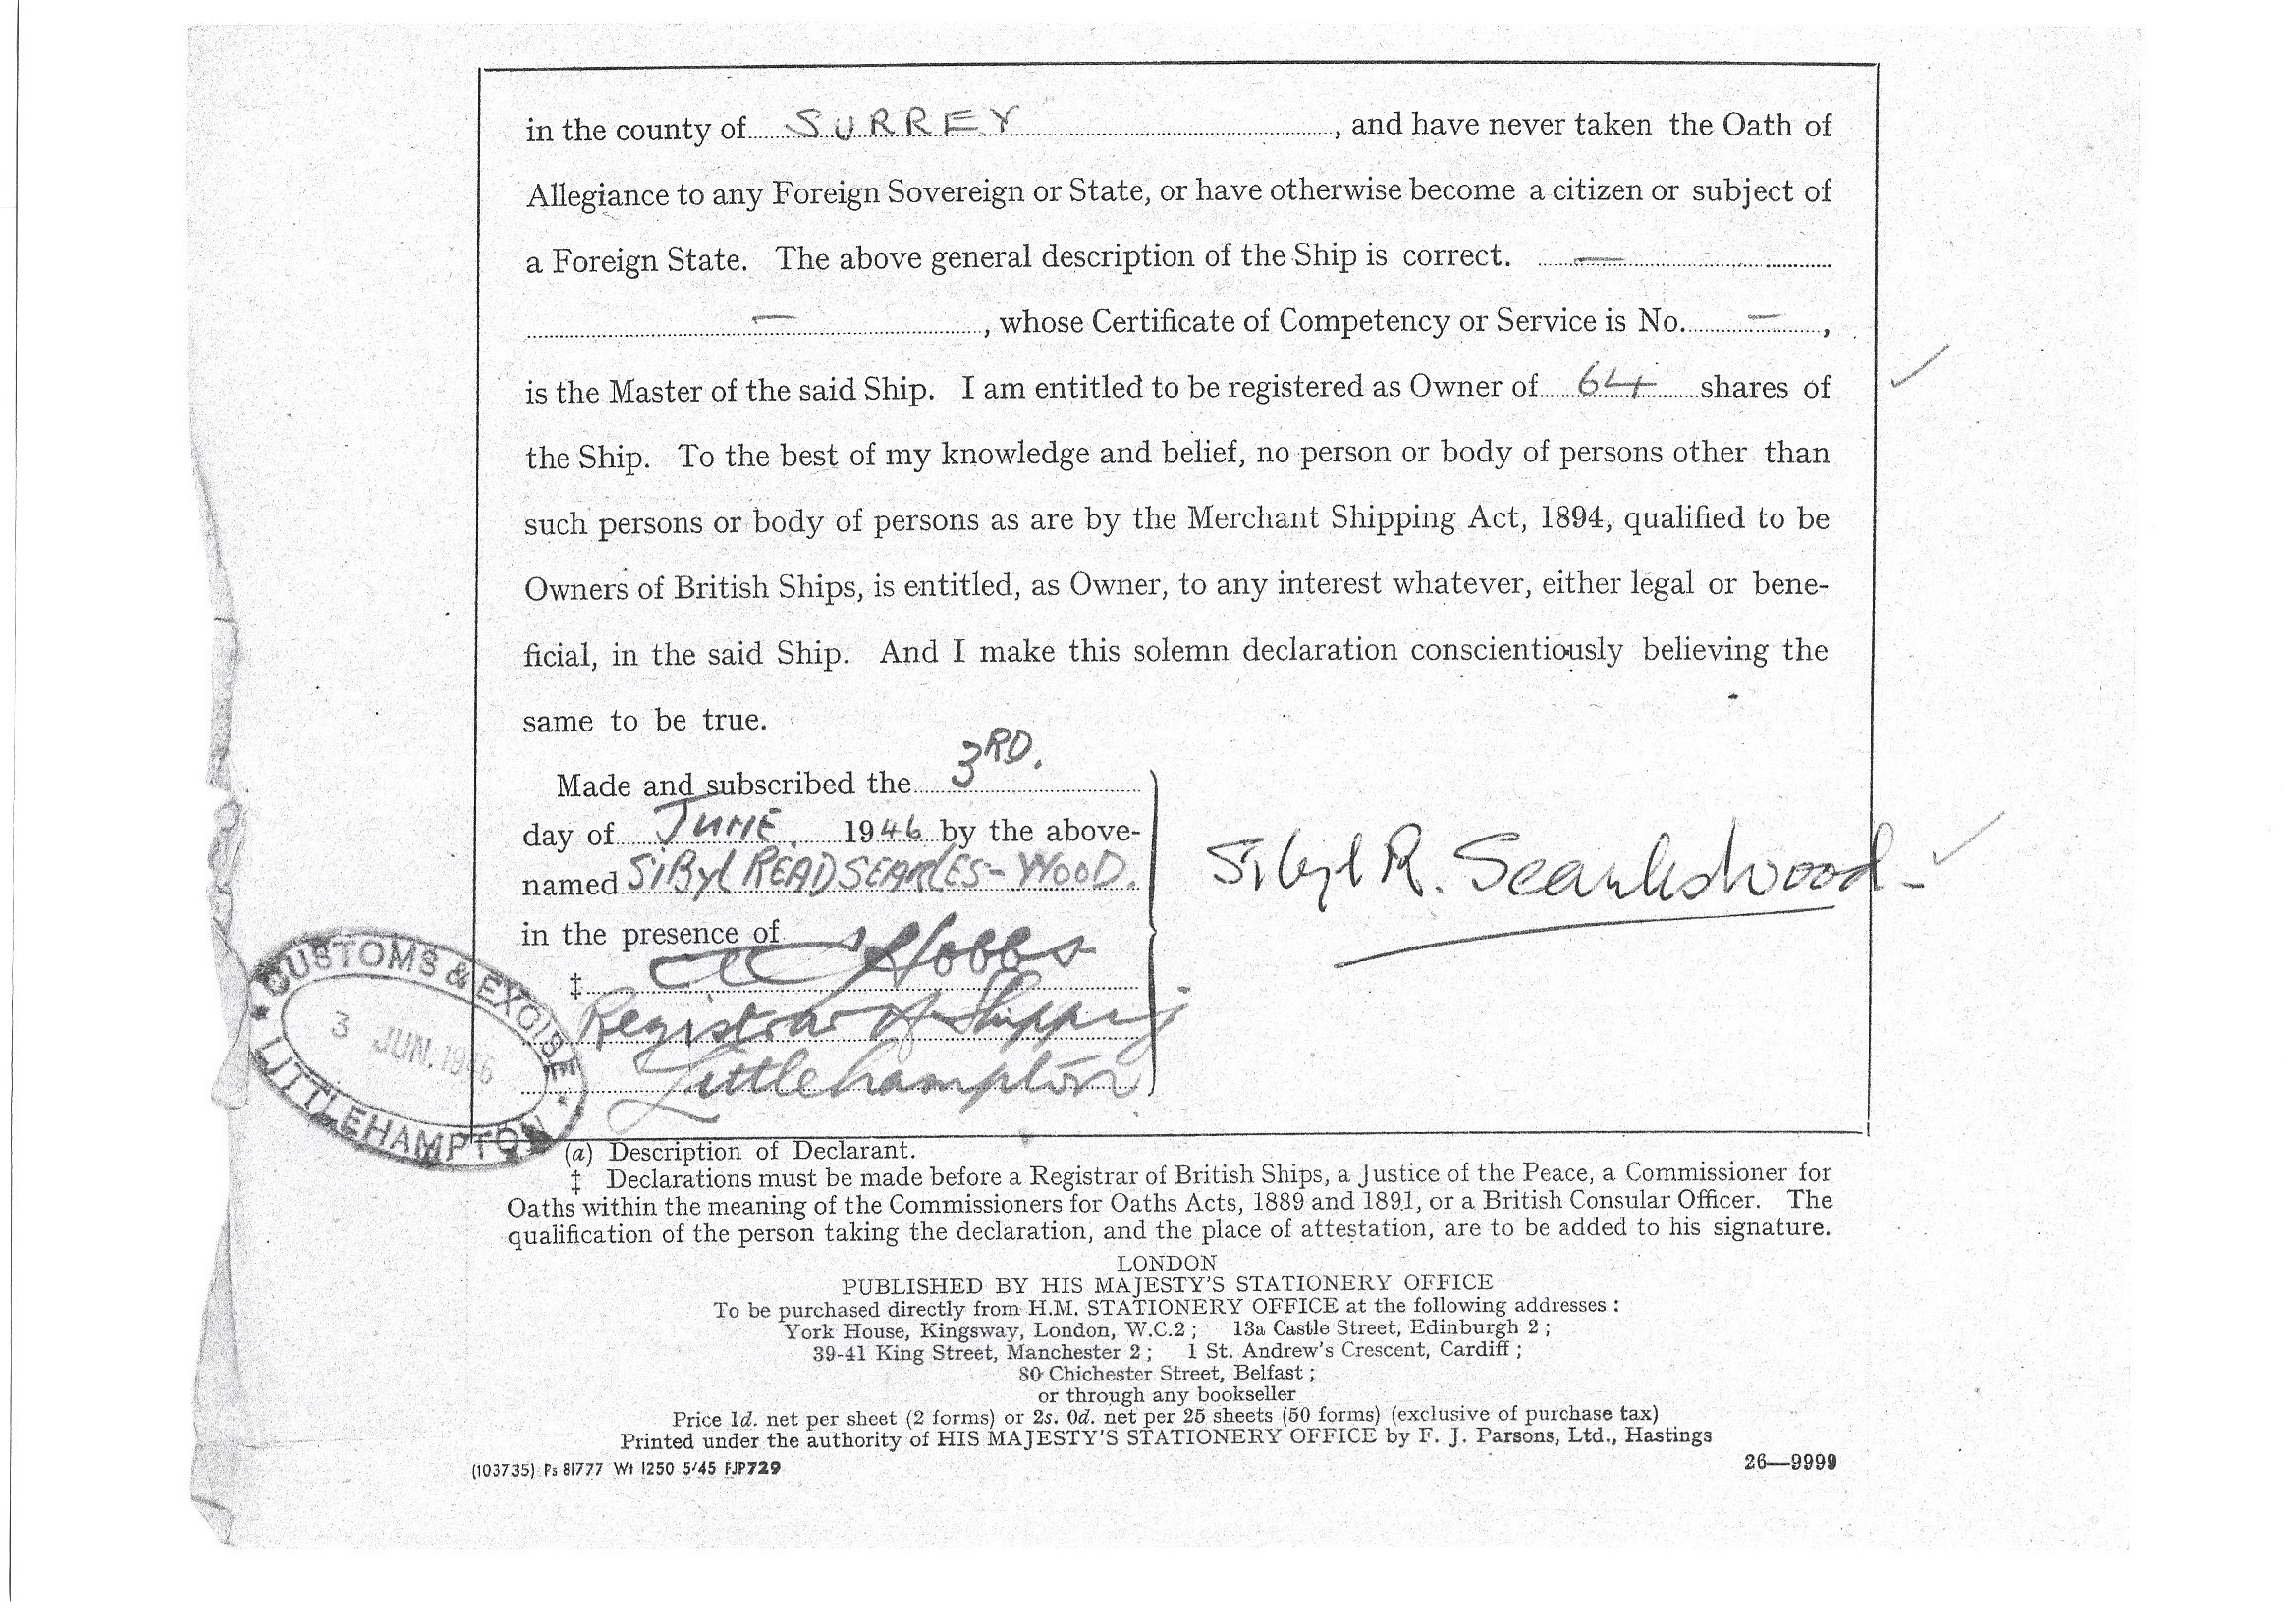 in the county of SURREY, and have never taken the Oath of
Allegiance to any Foreign Sovereign or State, or have otherwise become a citizen or subject of
a Foreign State. The above general description of the Ship is correct. —
—, whose Certificate of Competency or Service is No. —,
is the Master of the said Ship. I am entitled to be registered as Owner of 64 shares of
the Ship. To the best of my knowledge and belief, no person or body of persons other than
such persons or body of persons as are by the Merchant Shipping Act, 1894, qualified to be
Owners of British Ships, is entitled, as Owner, to any interest whatever, either legal or bene-
ficial, in the said Ship. And I make this solemn declaration conscientiously believing the
same to be true.
Made and subscribed the 3RD.
day of JUNE. 1946 by the above-
named SiByl READ SEARLES-WOOD.
Sibyl R. Searleswood
in the presence of
‡ Hobbs
Registrar of Shipping
Littlehampton
CUSTOMS & EXCISE
3 JUN. 1946
LITTLEHAMPTON
(a) Description of Declarant.
‡ Declarations must be made before a Registrar of British Ships, a Justice of the Peace, a Commissioner for
Oaths within the meaning of the Commissioners for Oaths Acts, 1889 and 1891, or a British Consular Officer. The
qualification of the person taking the declaration, and the place of attestation, are to be added to his signature.
LONDON
PUBLISHED BY HIS MAJESTY'S STATIONERY OFFICE
To be purchased directly from H.M. STATIONERY OFFICE at the following addresses :
York House, Kingsway, London, W.C.2 ; 13a Castle Street, Edinburgh 2 ;
39-41 King Street, Manchester 2 ; 1 St. Andrew's Crescent, Cardiff ;
80 Chichester Street, Belfast ;
or through any bookseller
Price 1d. net per sheet (2 forms) or 2s. 0d. net per 25 sheets (50 forms) (exclusive of purchase tax)
Printed under the authority of HIS MAJESTY'S STATIONERY OFFICE by F. J. Parsons, Ltd., Hastings
(103735) Ps 81777 Wt 1250 5/45 FJP729
26—9999